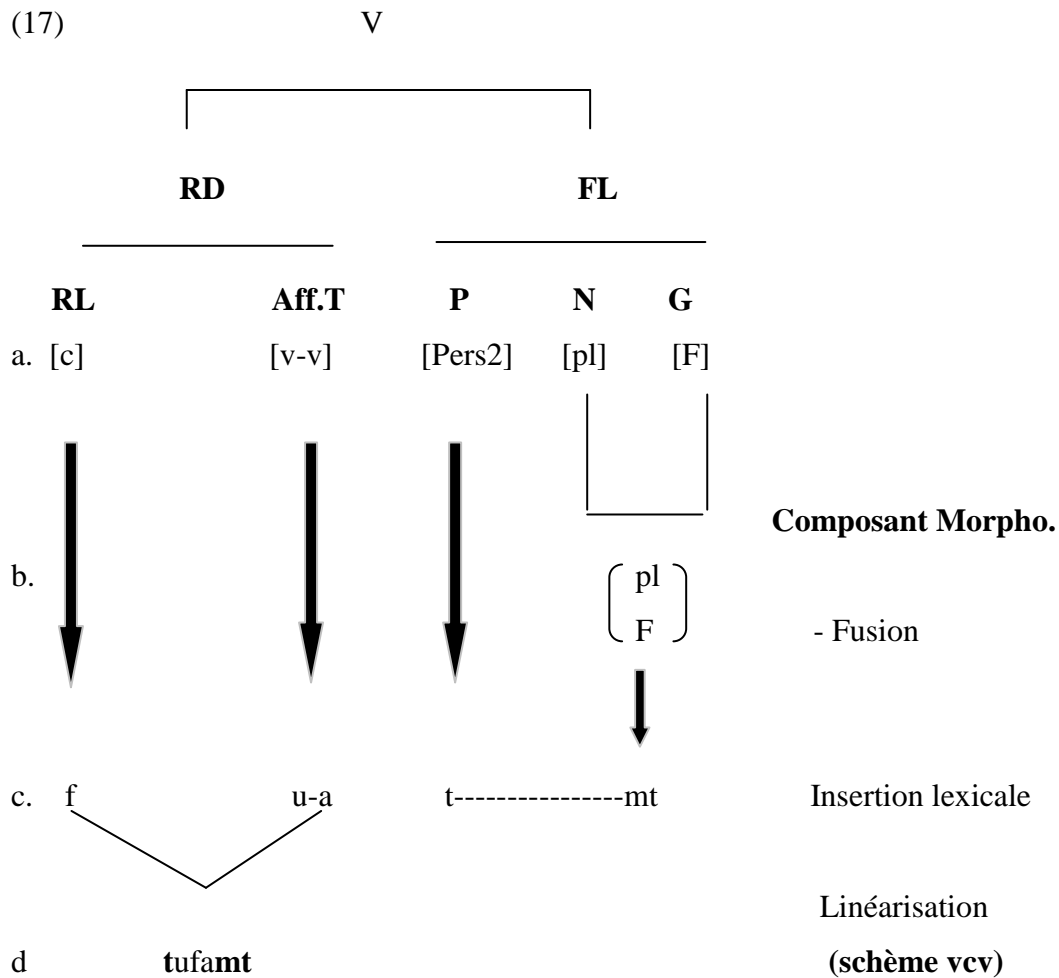 (17) V
RD FL
RL Aff.T P N G
a. [c] [v-v] [Pers2] [pl] [F]
Composant Morpho.
b. pl
F - Fusion
c. f u-a t----------------mt Insertion lexicale
Linéarisation
d tufamt (schème vcv)